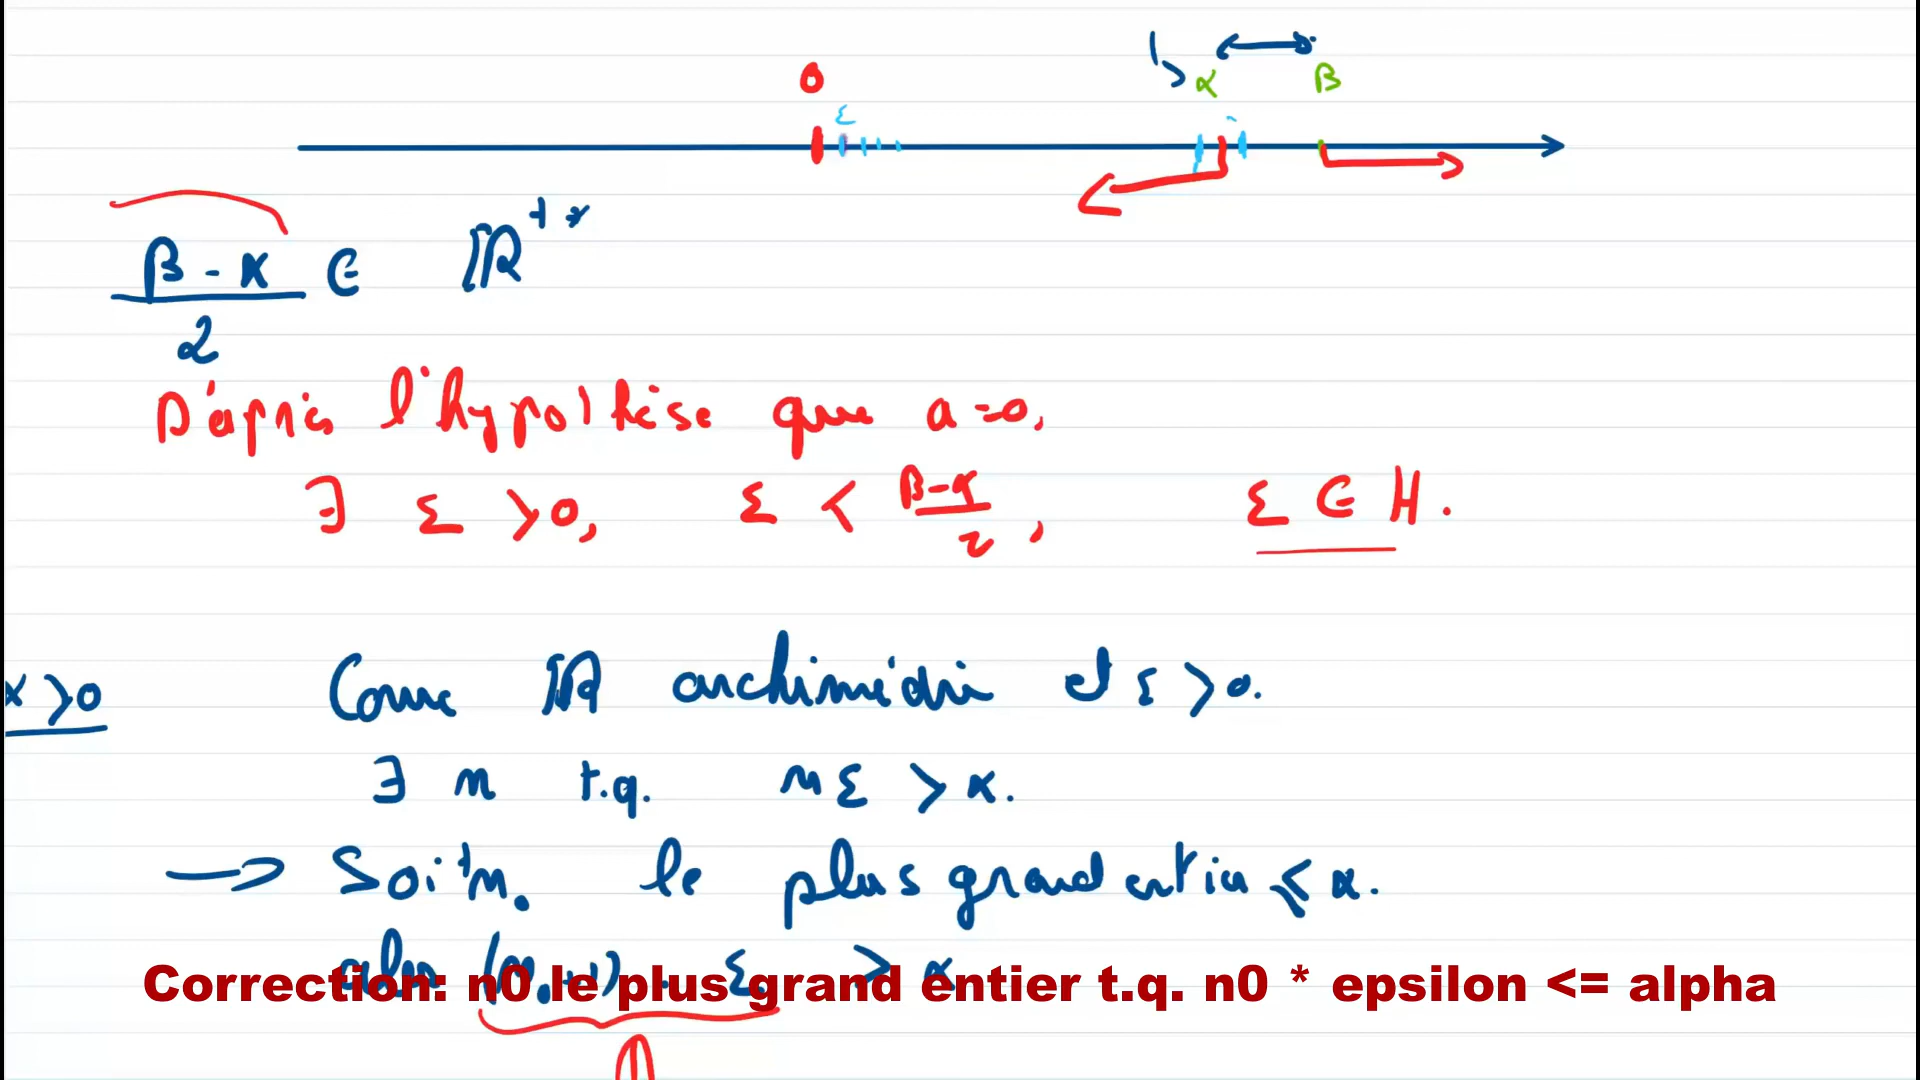 0 ε α β
β - α / 2 ∈ ℝ^{+*}
D'après l'hypothèse que a=0,
∃ ε >0, ε < β-α / 2 , ε ∈ H.
α >0 Comme ℝ archimédien et ε >0.
∃ n t.q. nε > α.
→ Soit n₀ le plus grand entier ≤ α.
alors (n₀+1) . ε > α
Correction: n0 le plus grand entier t.q. n0 * epsilon <= alpha